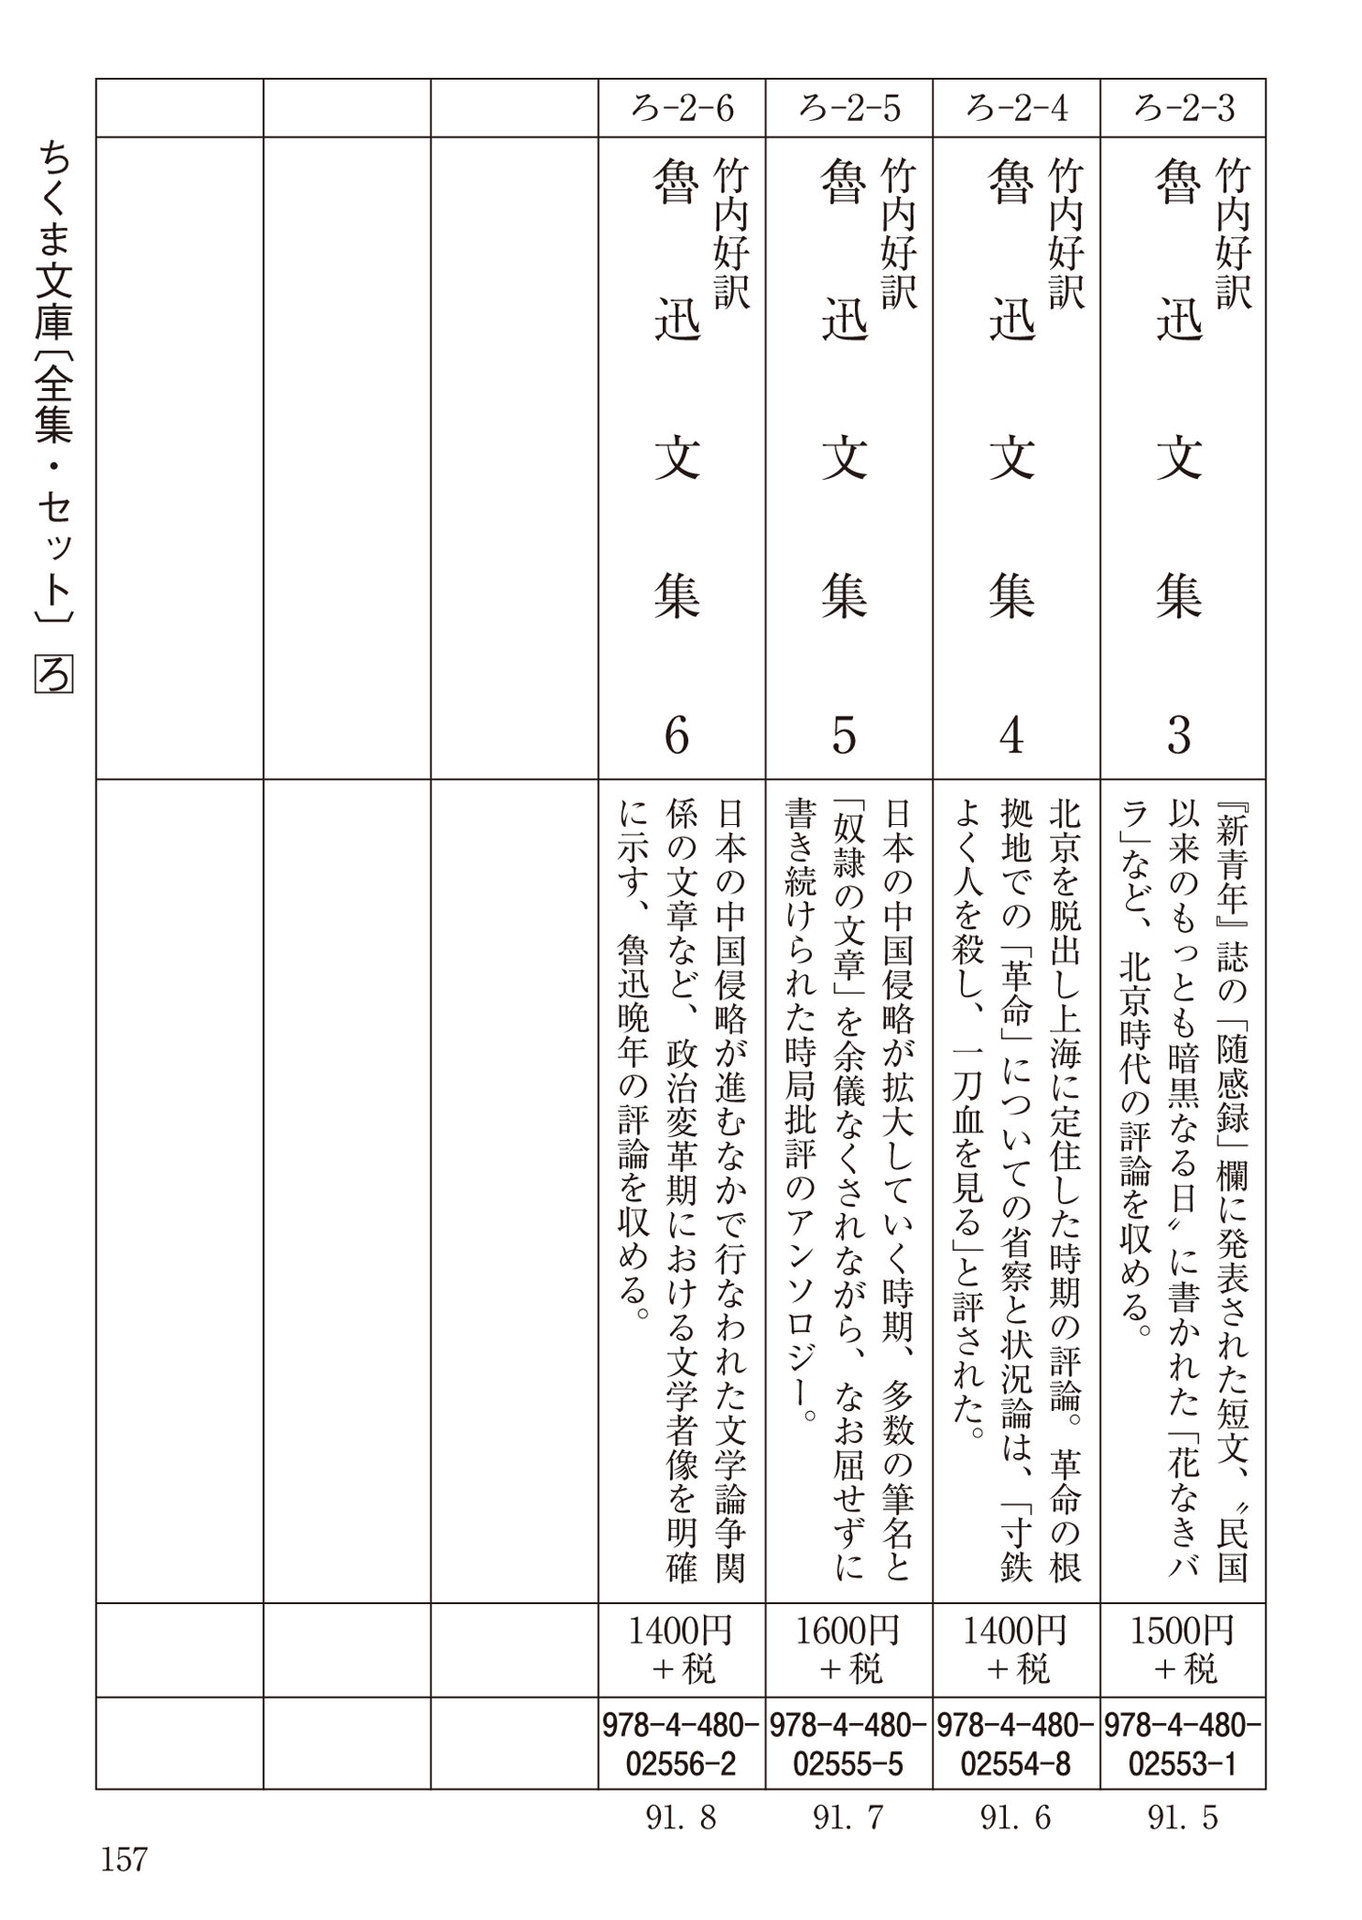 ろ-2-3
竹内好訳
魯迅文集 3
『新青年』誌の「随感録」欄に発表された短文、〝民国
以来のもっとも暗黒なる日〟に書かれた「花なきバ
ラ」など、北京時代の評論を収める。
1500円
+税
978-4-480-
02553-1
91. 5
ろ-2-4
竹内好訳
魯迅文集 4
北京を脱出し上海に定住した時期の評論。革命の根
拠地での「革命」についての省察と状況論は、「寸鉄
よく人を殺し、一刀血を見る」と評された。
1400円
+税
978-4-480-
02554-8
91. 6
ろ-2-5
竹内好訳
魯迅文集 5
日本の中国侵略が拡大していく時期、多数の筆名と
「奴隷の文章」を余儀なくされながら、なお屈せずに
書き続けられた時局批評のアンソロジー。
1600円
+税
978-4-480-
02555-5
91. 7
ろ-2-6
竹内好訳
魯迅文集 6
日本の中国侵略が進むなかで行なわれた文学論争関
係の文章など、政治変革期における文学者像を明確
に示す、魯迅晩年の評論を収める。
1400円
+税
978-4-480-
02556-2
91. 8
ちくま文庫〔全集・セット〕 ろ
157